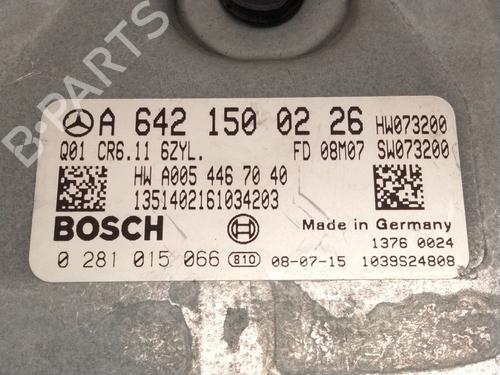 A 642 150 02 26 HW073200
Q01 CR6.11 6ZYL. FD 08M07 SW073200
HW A005 446 70 40
1351402161034203
BOSCH
Made in Germany
1376 0024
0 281 015 066 B10 08-07-15 1039S24808
B-PARTS